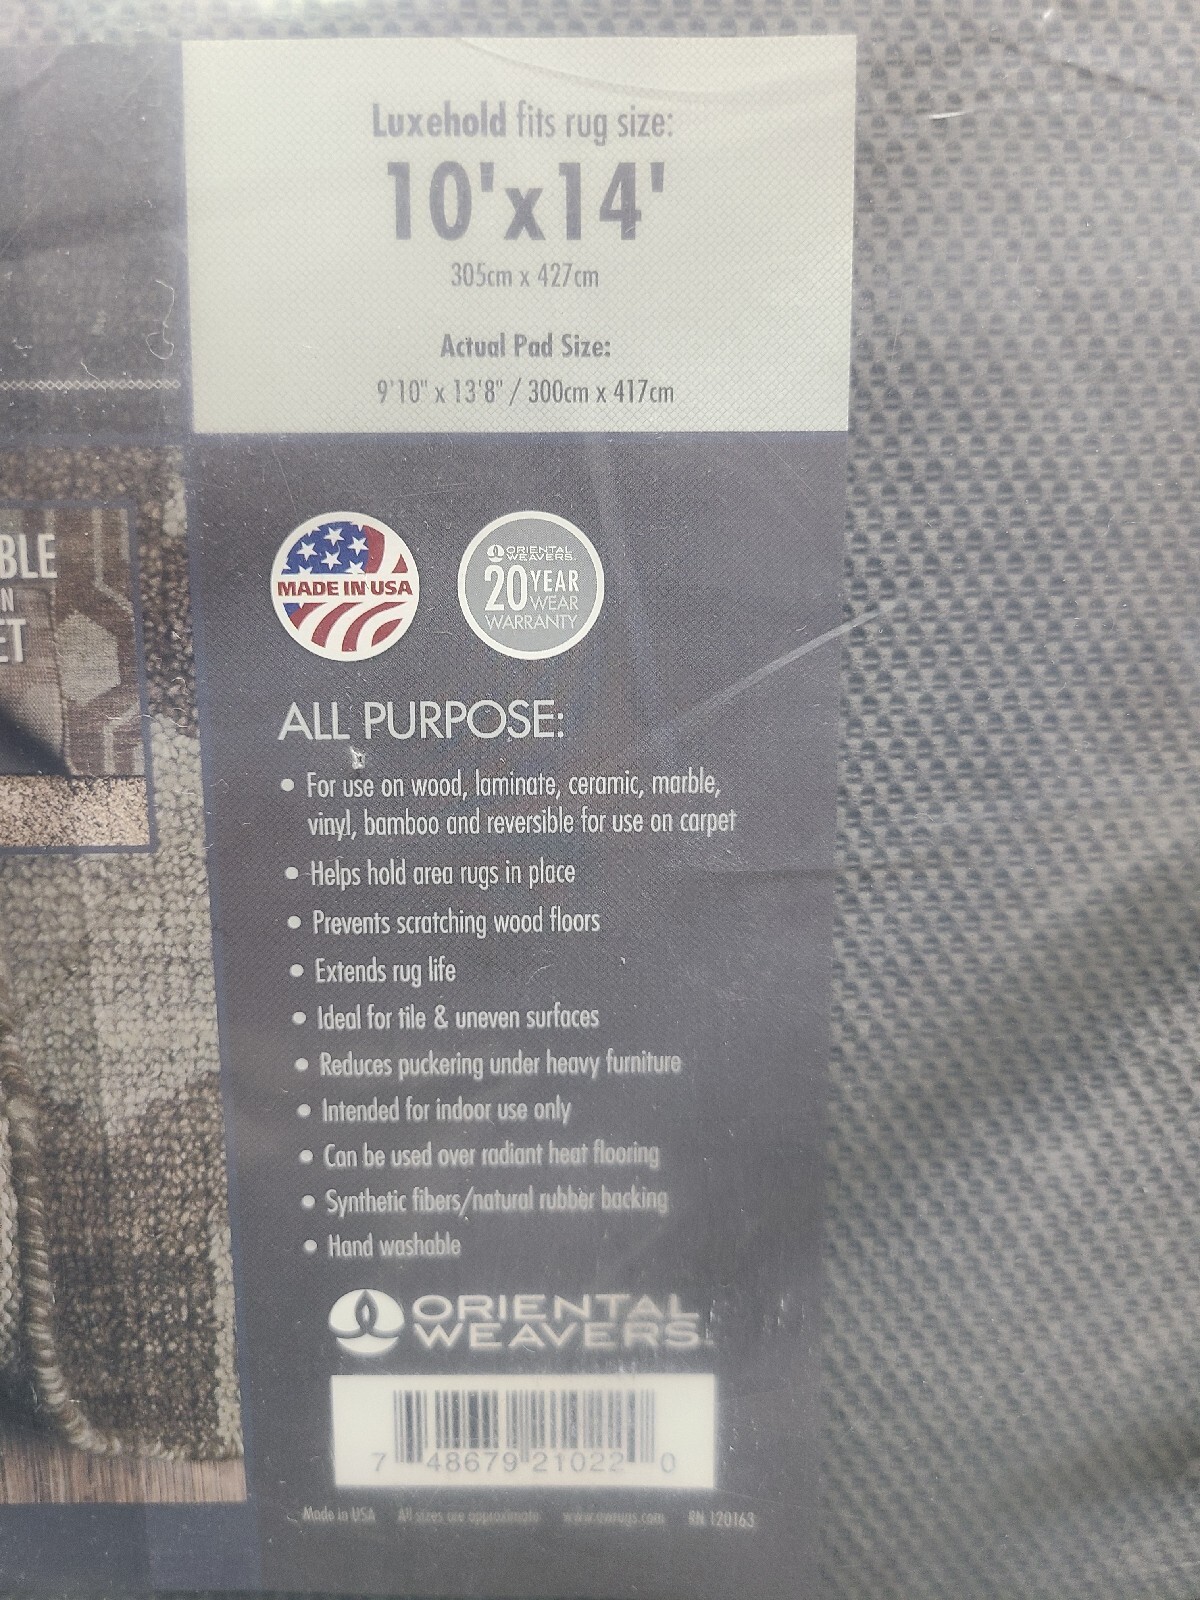 Luxehold fits rug size:
10'x14'
305cm x 427cm
Actual Pad Size:
9'10" x 13'8" / 300cm x 417cm
BLE
N
ET
MADE IN USA
ORIENTAL
WEAVERS
20 YEAR
WEAR
WARRANTY
ALL PURPOSE:
• For use on wood, laminate, ceramic, marble,
vinyl, bamboo and reversible for use on carpet
• Helps hold area rugs in place
• Prevents scratching wood floors
• Extends rug life
• Ideal for tile & uneven surfaces
• Reduces puckering under heavy furniture
• Intended for indoor use only
• Can be used over radiant heat flooring
• Synthetic fibers/natural rubber backing
• Hand washable
ORIENTAL
WEAVERS
7 48679 21022 0
Made in USA All sizes are approximate www.owrugs.com RN 120163